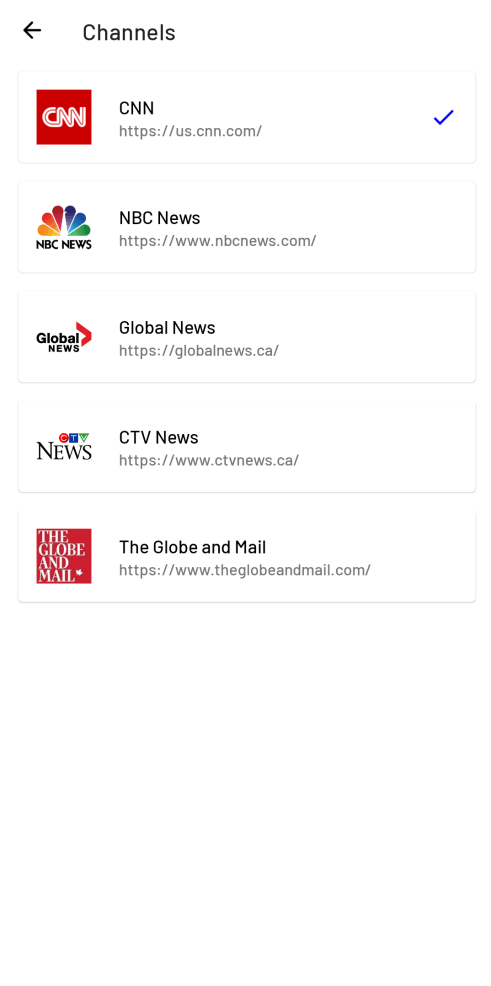 Channels
CNN
CNN
https://us.cnn.com/
NBC NEWS
NBC News
https://www.nbcnews.com/
Global
NEWS
Global News
https://globalnews.ca/
CTV
NEWS
CTV News
https://www.ctvnews.ca/
THE
GLOBE
AND
MAIL
The Globe and Mail
https://www.theglobeandmail.com/